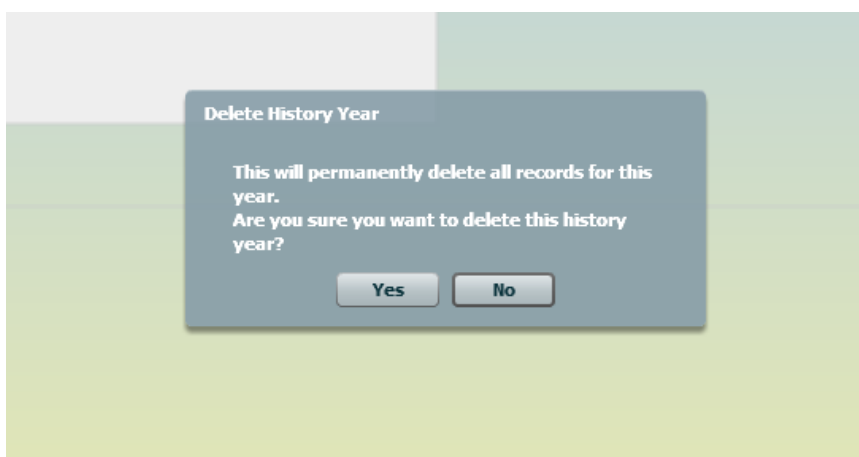 Delete History Year
This will permanently delete all records for this
year.
Are you sure you want to delete this history
year?
Yes No